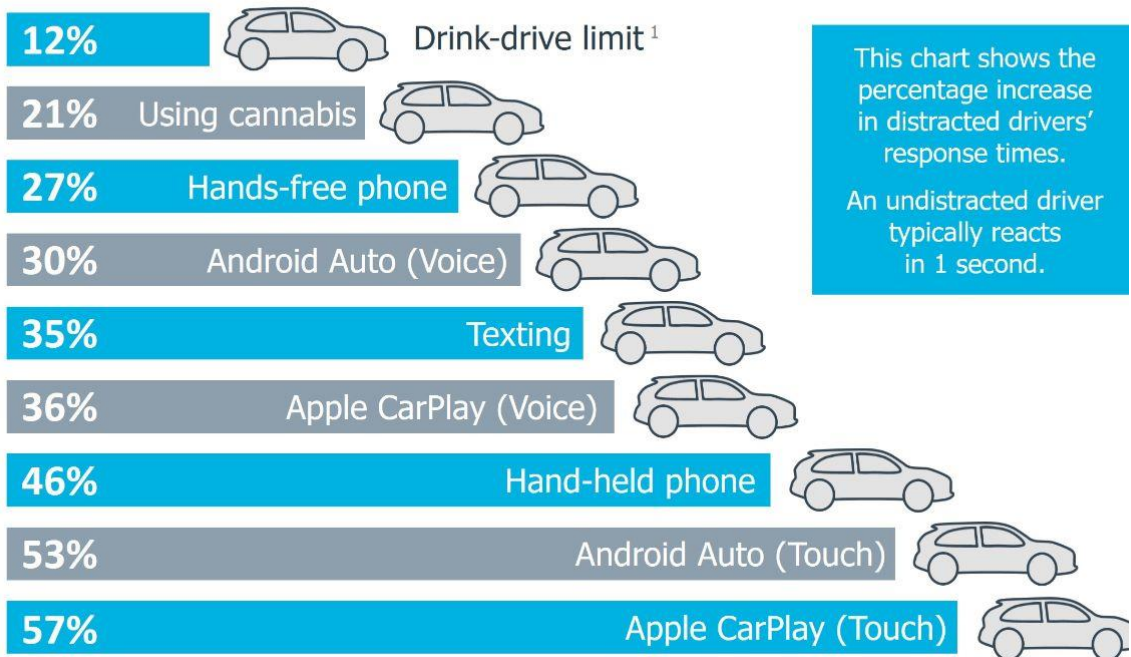 12% Drink-drive limit 1
21% Using cannabis
27% Hands-free phone
30% Android Auto (Voice)
35% Texting
36% Apple CarPlay (Voice)
46% Hand-held phone
53% Android Auto (Touch)
57% Apple CarPlay (Touch)
This chart shows the
percentage increase
in distracted drivers’
response times.
An undistracted driver
typically reacts
in 1 second.